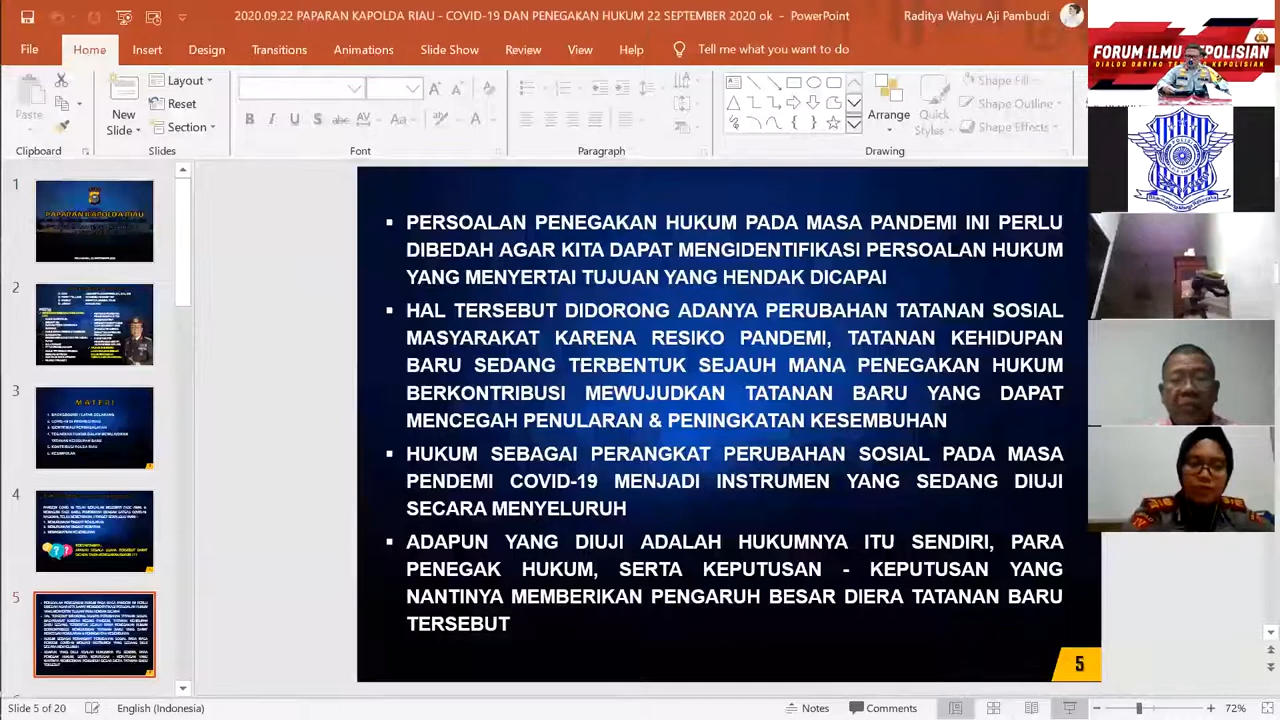 2020.09.22 PAPARAN KAPOLDA RIAU - COVID-19 DAN PENEGAKAN HUKUM 22 SEPTEMBER 2020 ok - PowerPoint
Raditya Wahyu Aji Pambudi
File Home Insert Design Transitions Animations Slide Show Review View Help Tell me what you want to do
Paste
New Slide
Layout
Reset
Section
Arrange
Quick Styles
Shape Fill
Shape Outline
Shape Effects
Clipboard Slides Font Paragraph Drawing
FORUM ILMU KEPOLISIAN
1
PAPARAN KAPOLDA RIAU
2
3
MATERI
4
5
PERSOALAN PENEGAKAN HUKUM PADA MASA PANDEMI INI PERLU
DIBEDAH AGAR KITA DAPAT MENGIDENTIFIKASI PERSOALAN HUKUM
YANG MENYERTAI TUJUAN YANG HENDAK DICAPAI
HAL TERSEBUT DIDORONG ADANYA PERUBAHAN TATANAN SOSIAL
MASYARAKAT KARENA RESIKO PANDEMI, TATANAN KEHIDUPAN
BARU SEDANG TERBENTUK SEJAUH MANA PENEGAKAN HUKUM
BERKONTRIBUSI MEWUJUDKAN TATANAN BARU YANG DAPAT
MENCEGAH PENULARAN & PENINGKATAN KESEMBUHAN
HUKUM SEBAGAI PERANGKAT PERUBAHAN SOSIAL PADA MASA
PENDEMI COVID-19 MENJADI INSTRUMEN YANG SEDANG DIUJI
SECARA MENYELURUH
ADAPUN YANG DIUJI ADALAH HUKUMNYA ITU SENDIRI, PARA
PENEGAK HUKUM, SERTA KEPUTUSAN - KEPUTUSAN YANG
NANTINYA MEMBERIKAN PENGARUH BESAR DIERA TATANAN BARU
TERSEBUT
5
Slide 5 of 20 English (Indonesia) Notes Comments 72%